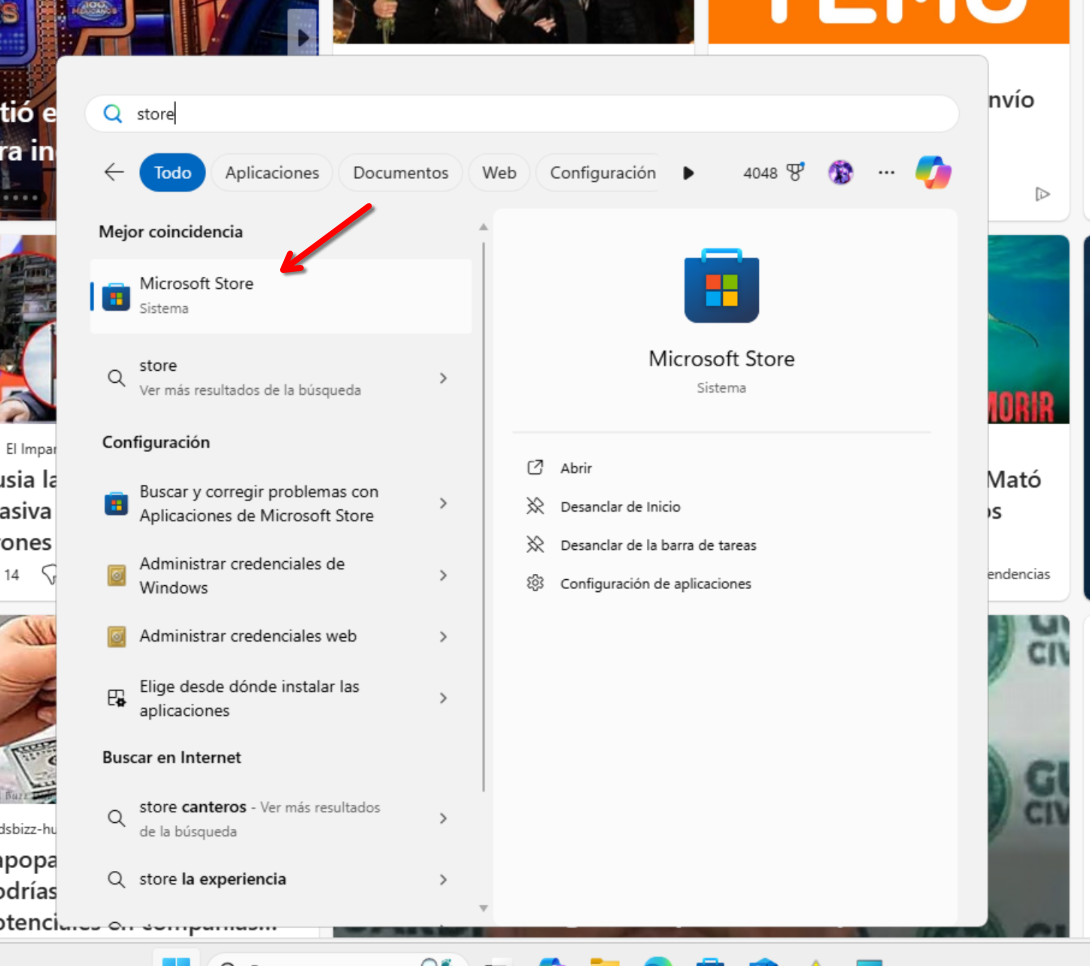 TEMU
tió e
ra in
nvío
store
Todo
Aplicaciones
Documentos
Web
Configuración
4048
Mejor coincidencia
Microsoft Store
Sistema
store
Ver más resultados de la búsqueda
Configuración
Buscar y corregir problemas con
Aplicaciones de Microsoft Store
Administrar credenciales de
Windows
Administrar credenciales web
Elige desde dónde instalar las
aplicaciones
Buscar en Internet
store canteros - Ver más resultados
de la búsqueda
store la experiencia
Microsoft Store
Sistema
Abrir
Desanclar de Inicio
Desanclar de la barra de tareas
Configuración de aplicaciones
El Impar
usia la
asiva
rones
14
dsbizz-hu
apopa
odrías
otenciales en compañías...
MORIR
Mató
os
endencias
GU
CIV